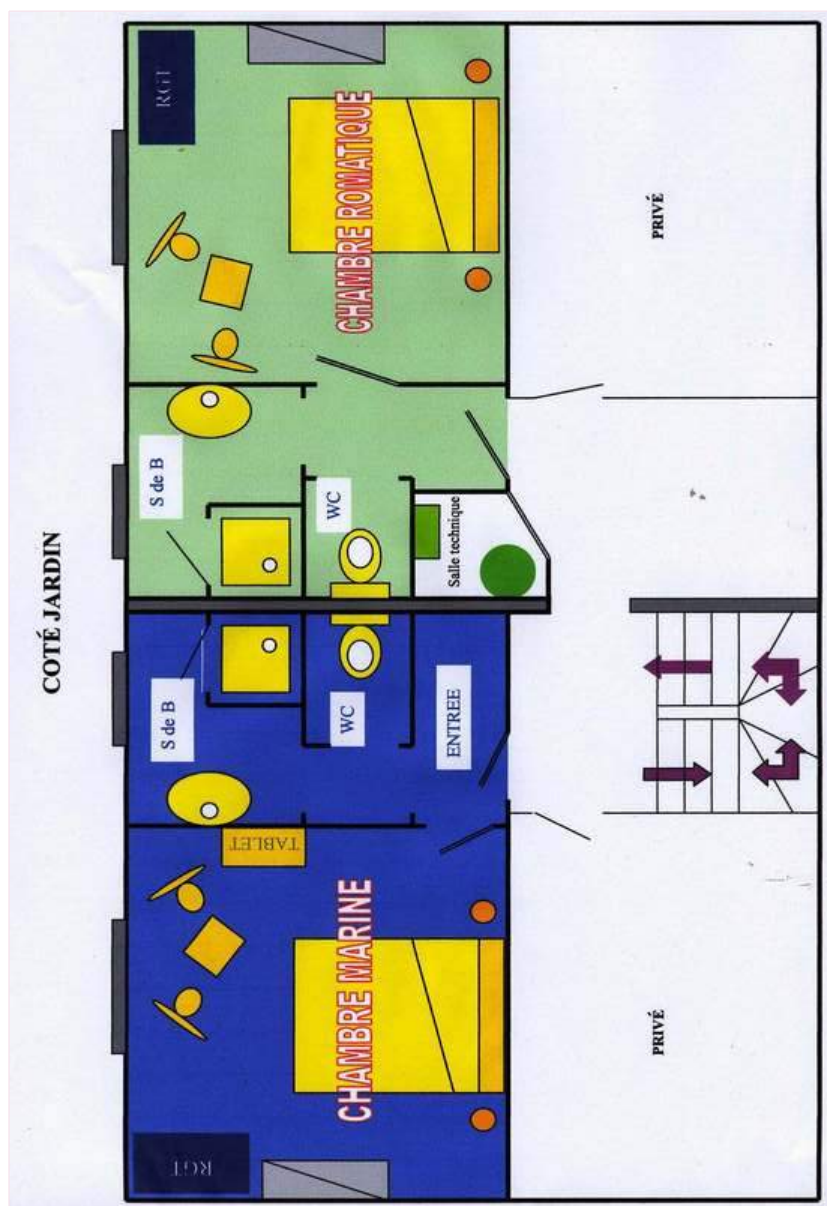 COTÉ JARDIN
RGT
CHAMBRE ROMATIQUE
PRIVÉ
S de B
WC
Salle technique
S de B
WC
ENTREE
TABLET
CHAMBRE MARINE
RGT
PRIVÉ